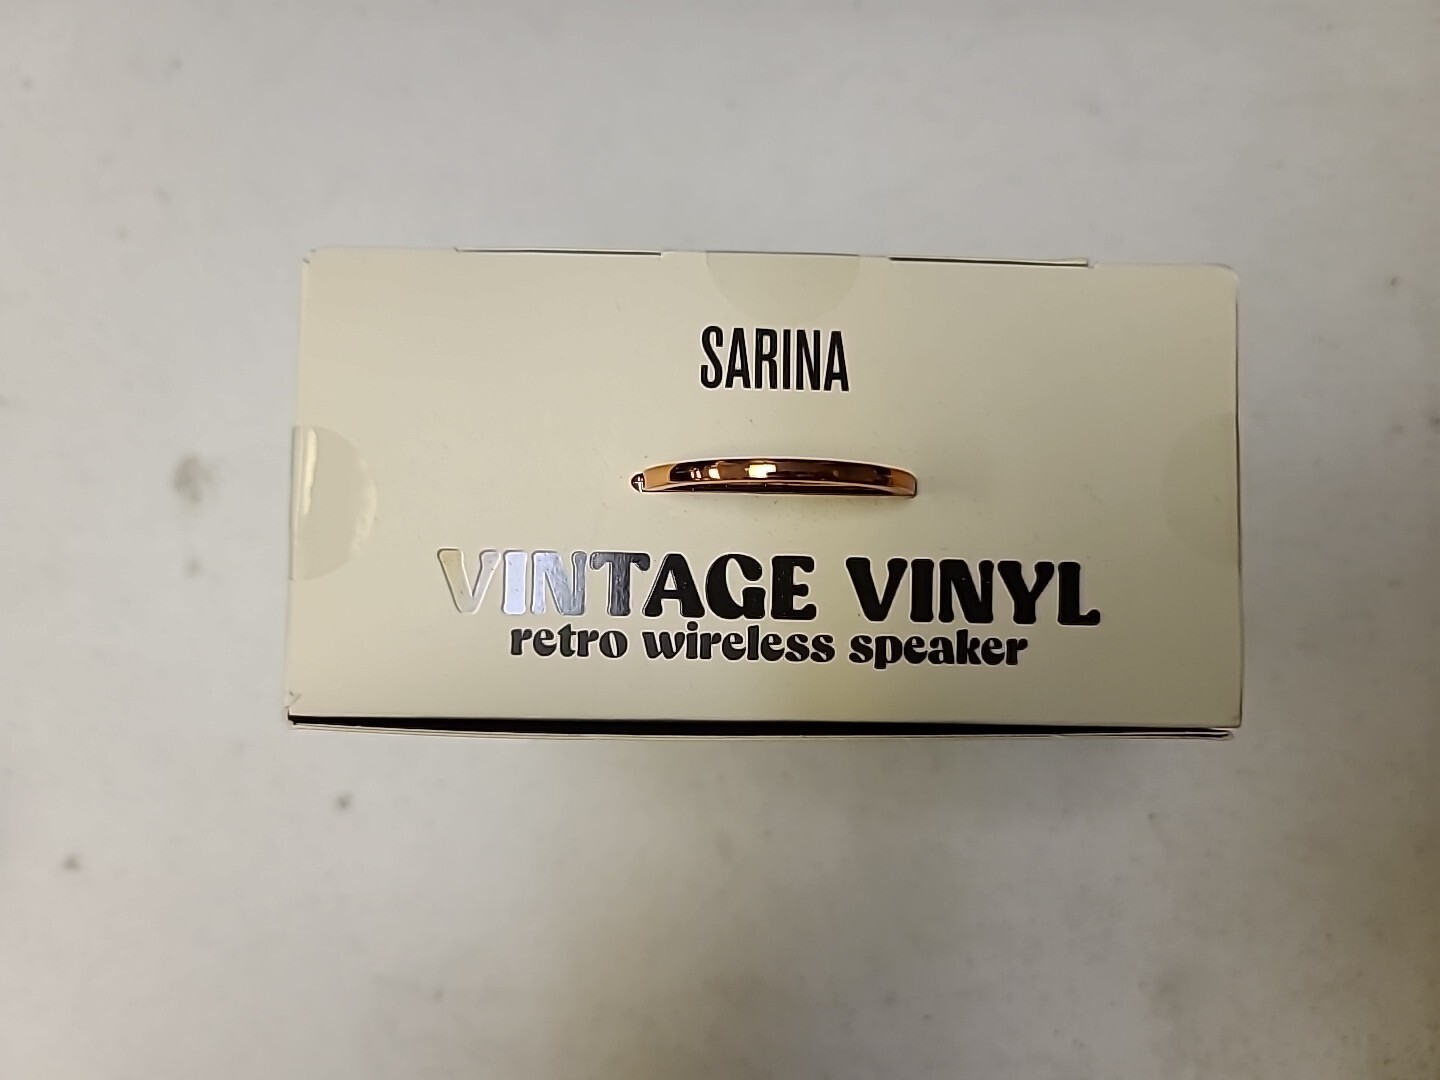 SARINA
VINTAGE VINYL
retro wireless speaker